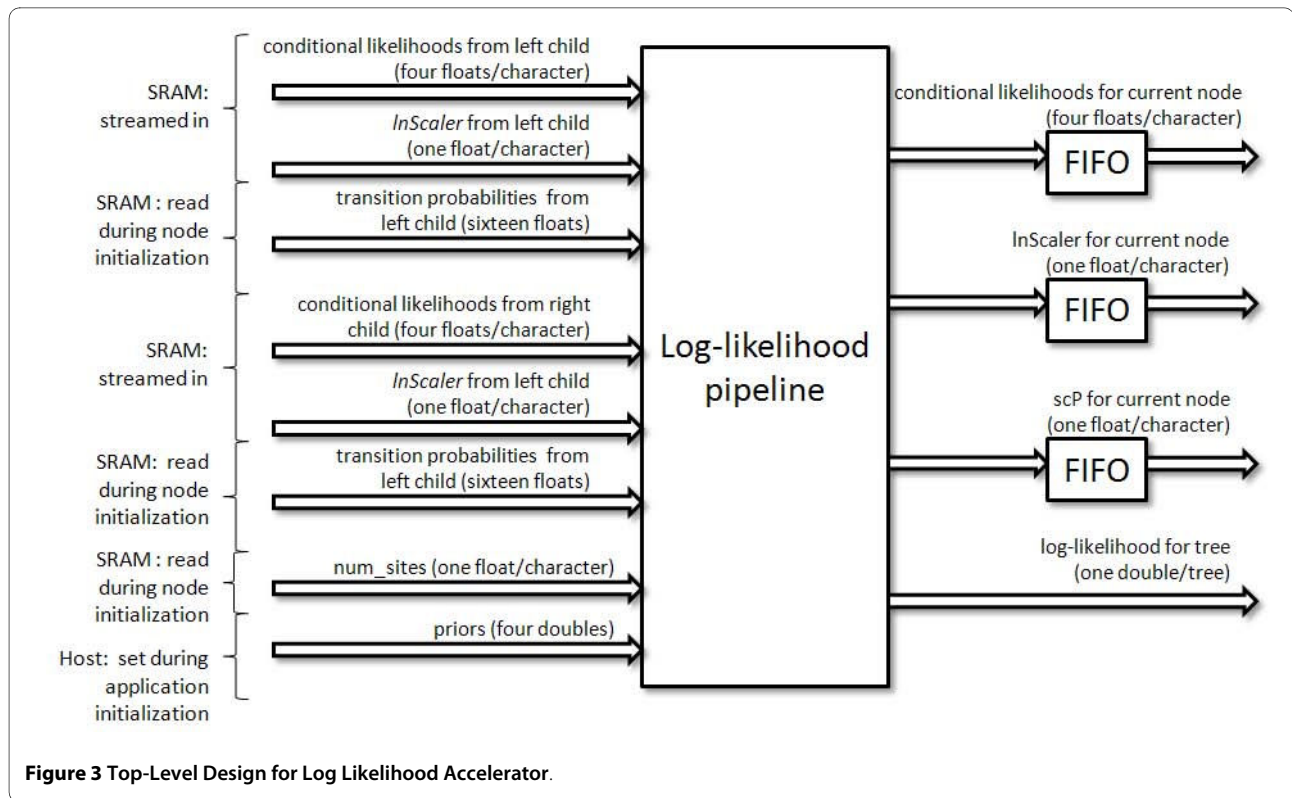 SRAM:
streamed in
conditional likelihoods from left child
(four floats/character)
lnScaler from left child
(one float/character)
SRAM : read
during node
initialization
transition probabilities from
left child (sixteen floats)
SRAM:
streamed in
conditional likelihoods from right
child (four floats/character)
lnScaler from left child
(one float/character)
SRAM: read
during node
initialization
transition probabilities from
left child (sixteen floats)
SRAM : read
during node
initialization
num_sites (one float/character)
Host: set during
application
initialization
priors (four doubles)
Log-likelihood
pipeline
conditional likelihoods for current node
(four floats/character)
FIFO
lnScaler for current node
(one float/character)
FIFO
scP for current node
(one float/character)
FIFO
log-likelihood for tree
(one double/tree)
Figure 3 Top-Level Design for Log Likelihood Accelerator.